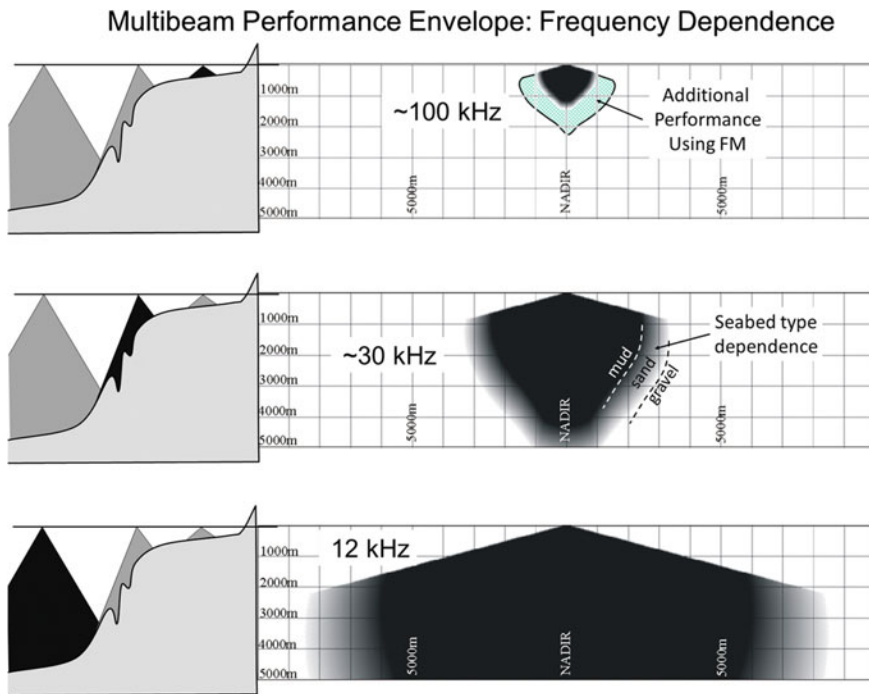 Multibeam Performance Envelope: Frequency Dependence
~100 kHz
1000m
2000m
3000m
4000m
5000m
5000m
NADIR
5000m
Additional
Performance
Using FM
~30 kHz
1000m
2000m
3000m
4000m
5000m
5000m
NADIR
5000m
mud
sand
gravel
Seabed type
dependence
12 kHz
1000m
2000m
3000m
4000m
5000m
5000m
NADIR
5000m